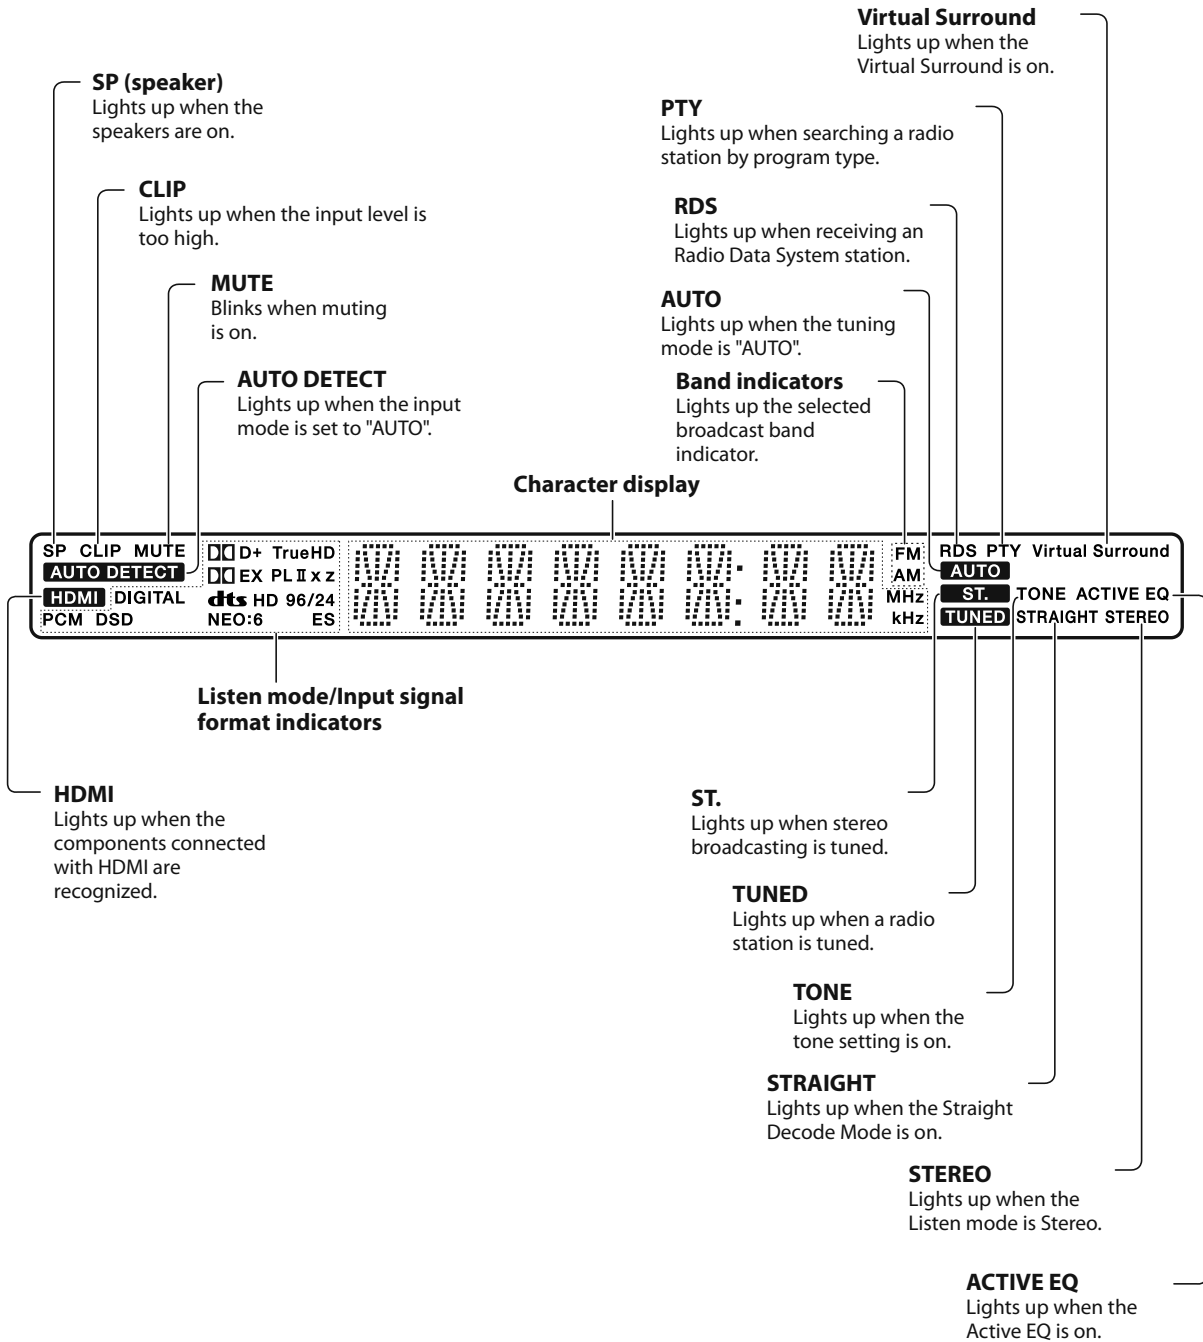 Virtual Surround
Lights up when the
Virtual Surround is on.
SP (speaker)
Lights up when the
speakers are on.
PTY
Lights up when searching a radio
station by program type.
CLIP
Lights up when the input level is
too high.
RDS
Lights up when receiving an
Radio Data System station.
MUTE
Blinks when muting
is on.
AUTO
Lights up when the tuning
mode is "AUTO".
AUTO DETECT
Lights up when the input
mode is set to "AUTO".
Band indicators
Lights up the selected
broadcast band
indicator.
Character display
SP CLIP MUTE DD D+ TrueHD FM RDS PTY Virtual Surround
AUTO DETECT DD EX PL II x z AM AUTO
HDMI DIGITAL dts HD 96/24 MHz ST. TONE ACTIVE EQ
PCM DSD NEO:6 ES kHz TUNED STRAIGHT STEREO
Listen mode/Input signal
format indicators
HDMI
Lights up when the
components connected
with HDMI are
recognized.
ST.
Lights up when stereo
broadcasting is tuned.
TUNED
Lights up when a radio
station is tuned.
TONE
Lights up when the
tone setting is on.
STRAIGHT
Lights up when the Straight
Decode Mode is on.
STEREO
Lights up when the
Listen mode is Stereo.
ACTIVE EQ
Lights up when the
Active EQ is on.